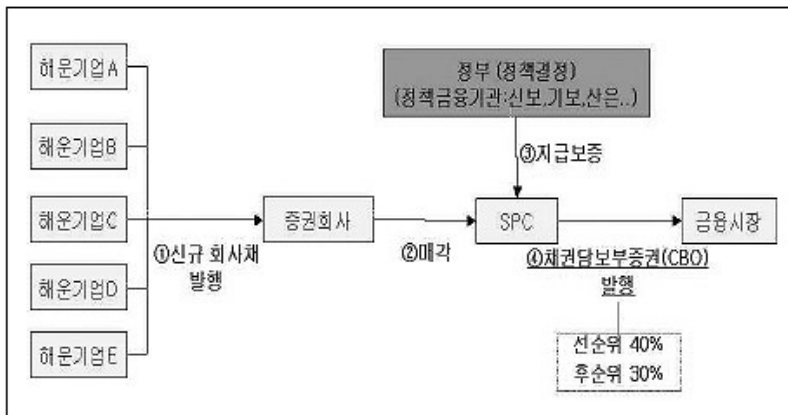 해운기업A
정부 (정책결정)
(정책금융기관:신보,기보,산은..)
해운기업B
③지급보증
해운기업C
증권회사
SPC
금융시장
①신규 회사채
발행
②매각
④채권담보부증권(CBO)
발행
해운기업D
해운기업E
선순위 40%
후순위 30%